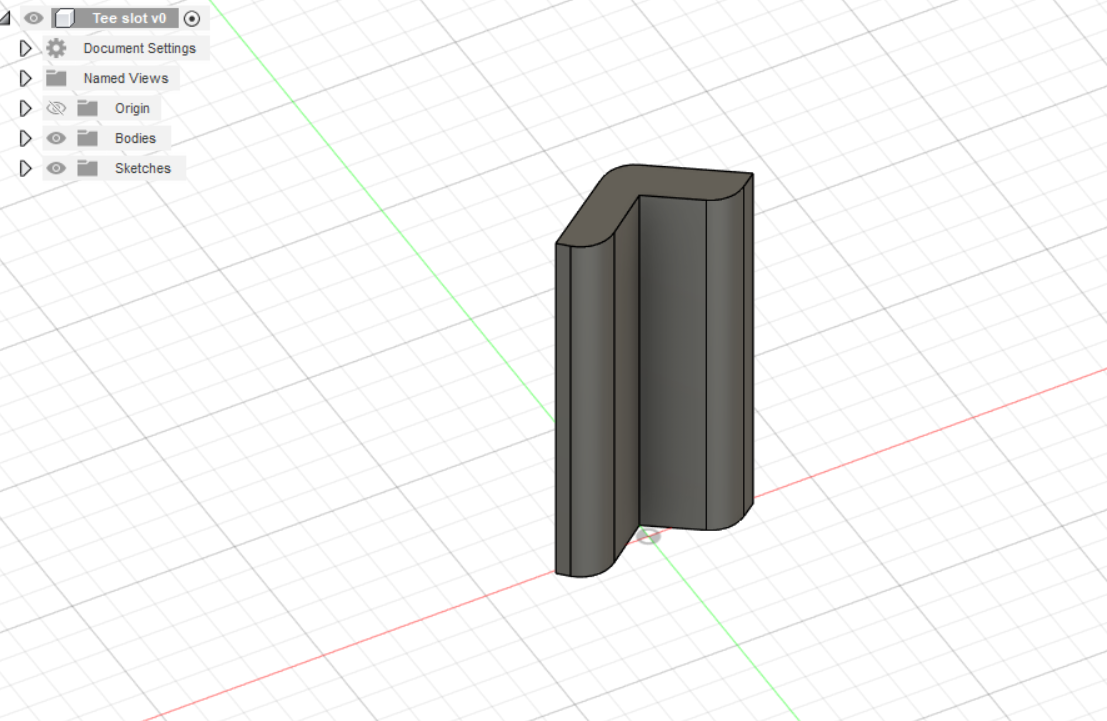 Tee slot v0
Document Settings
Named Views
Origin
Bodies
Sketches